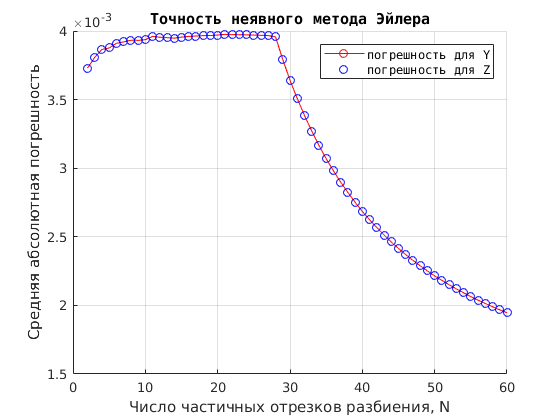 ×10⁻³
Точность неявного метода Эйлера
4
3.5
3
2.5
2
1.5
Средняя абсолютная погрешность
погрешность для Y
погрешность для Z
0 10 20 30 40 50 60
Число частичных отрезков разбиения, N